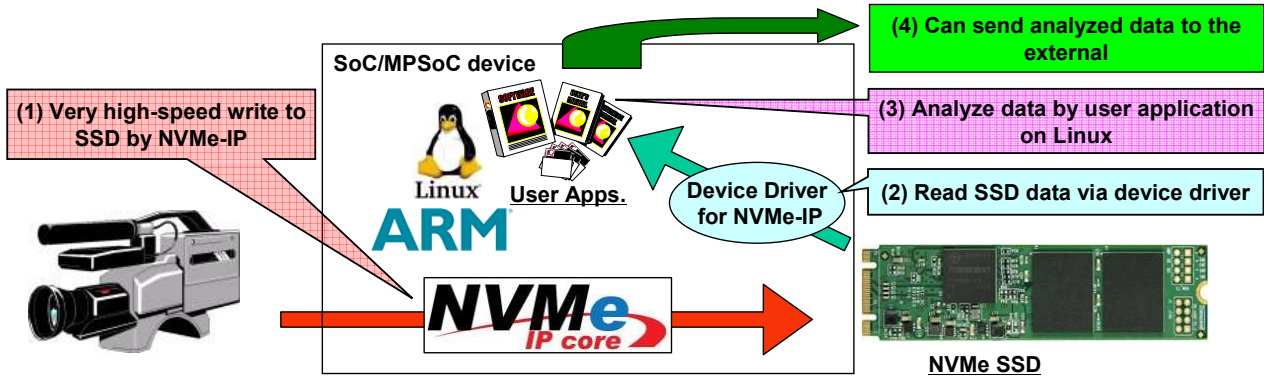 (4) Can send analyzed data to the
external
SoC/MPSoC device
(1) Very high-speed write to
SSD by NVMe-IP
SOFTWARE
(3) Analyze data by user application
on Linux
Linux
User Apps.
Device Driver
for NVMe-IP
(2) Read SSD data via device driver
ARM
NVMe
IP core
NVMe SSD